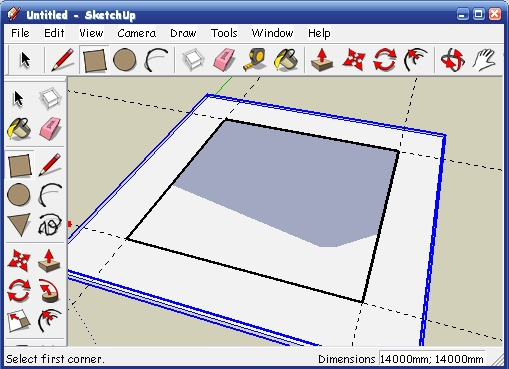 Untitled - SketchUp
File Edit View Camera Draw Tools Window Help
Select first corner. Dimensions 14000mm; 14000mm